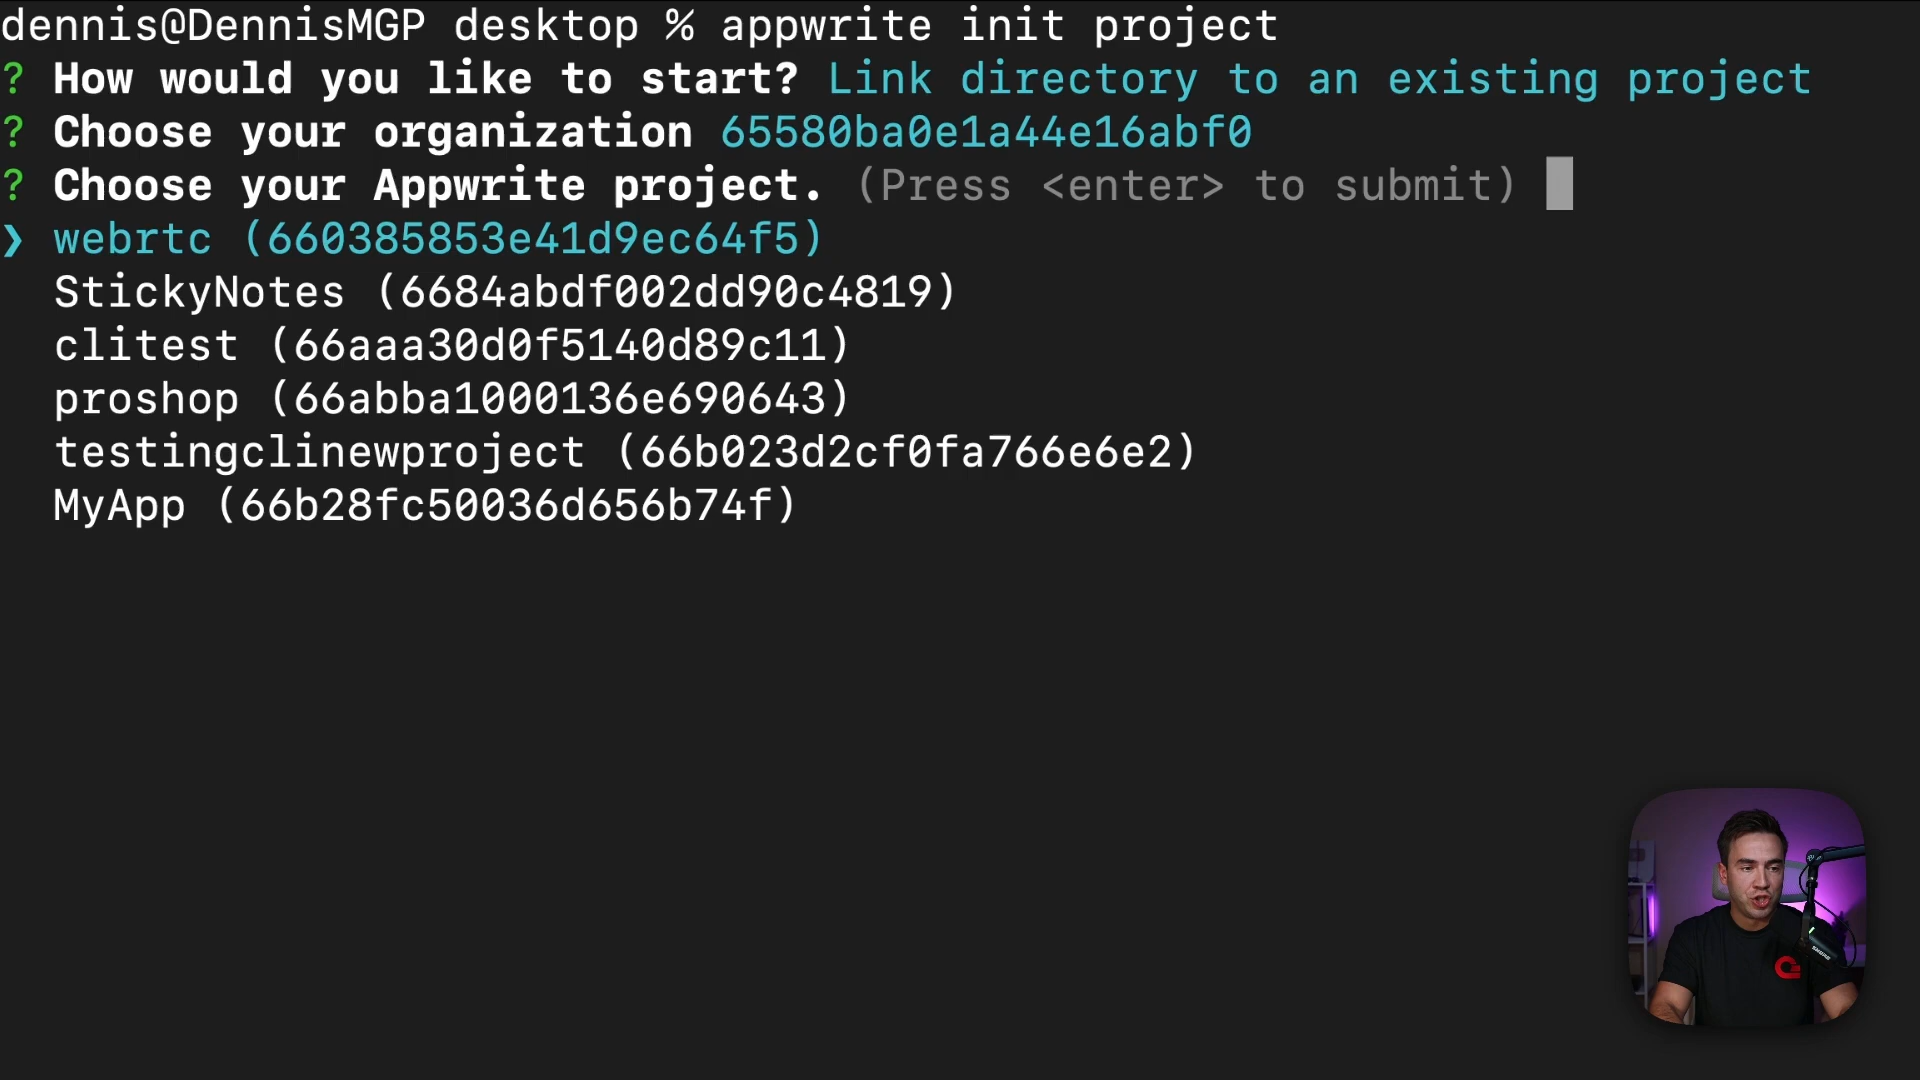 dennis@DennisMGP desktop % appwrite init project
? How would you like to start? Link directory to an existing project
? Choose your organization 65580ba0e1a44e16abf0
? Choose your Appwrite project. (Press <enter> to submit)
❯ webrtc (660385853e41d9ec64f5)
StickyNotes (6684abdf002dd90c4819)
clitest (66aaa30d0f5140d89c11)
proshop (66abba1000136e690643)
testingclinewproject (66b023d2cf0fa766e6e2)
MyApp (66b28fc50036d656b74f)